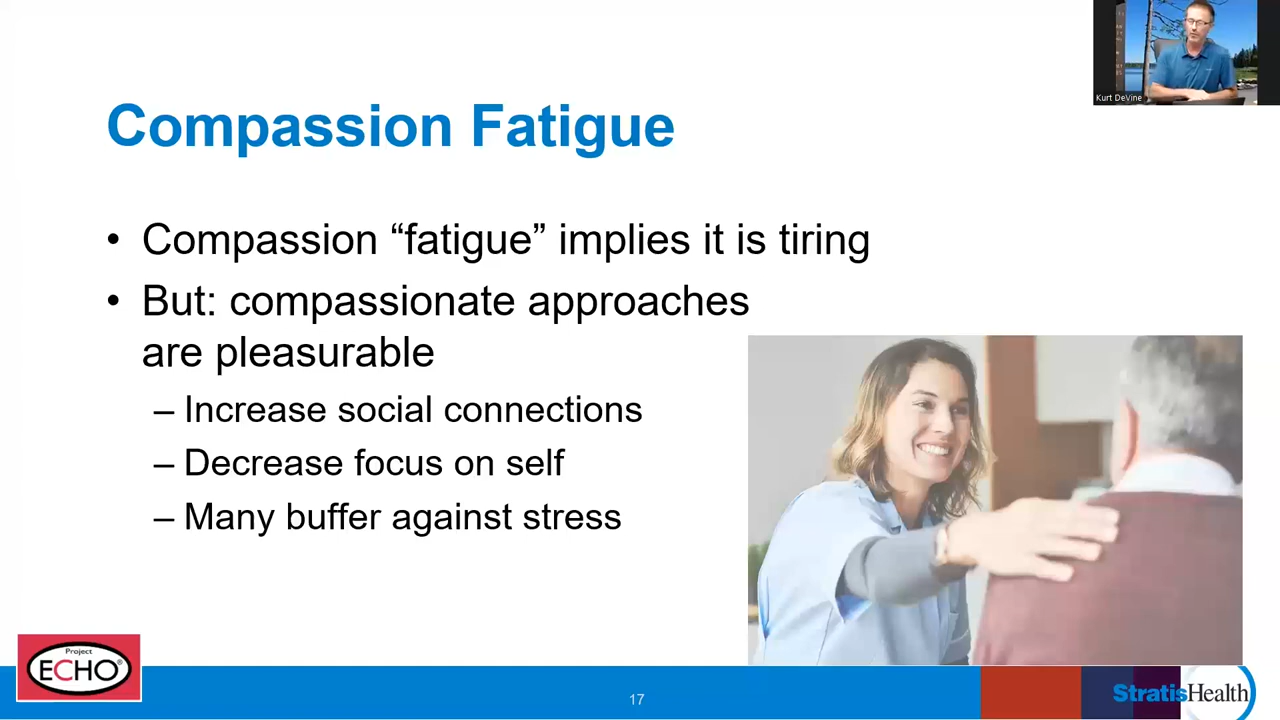 Kurt DeVine
Compassion Fatigue
• Compassion “fatigue” implies it is tiring
• But: compassionate approaches
are pleasurable
– Increase social connections
– Decrease focus on self
– Many buffer against stress
Project
ECHO®
17
StratisHealth